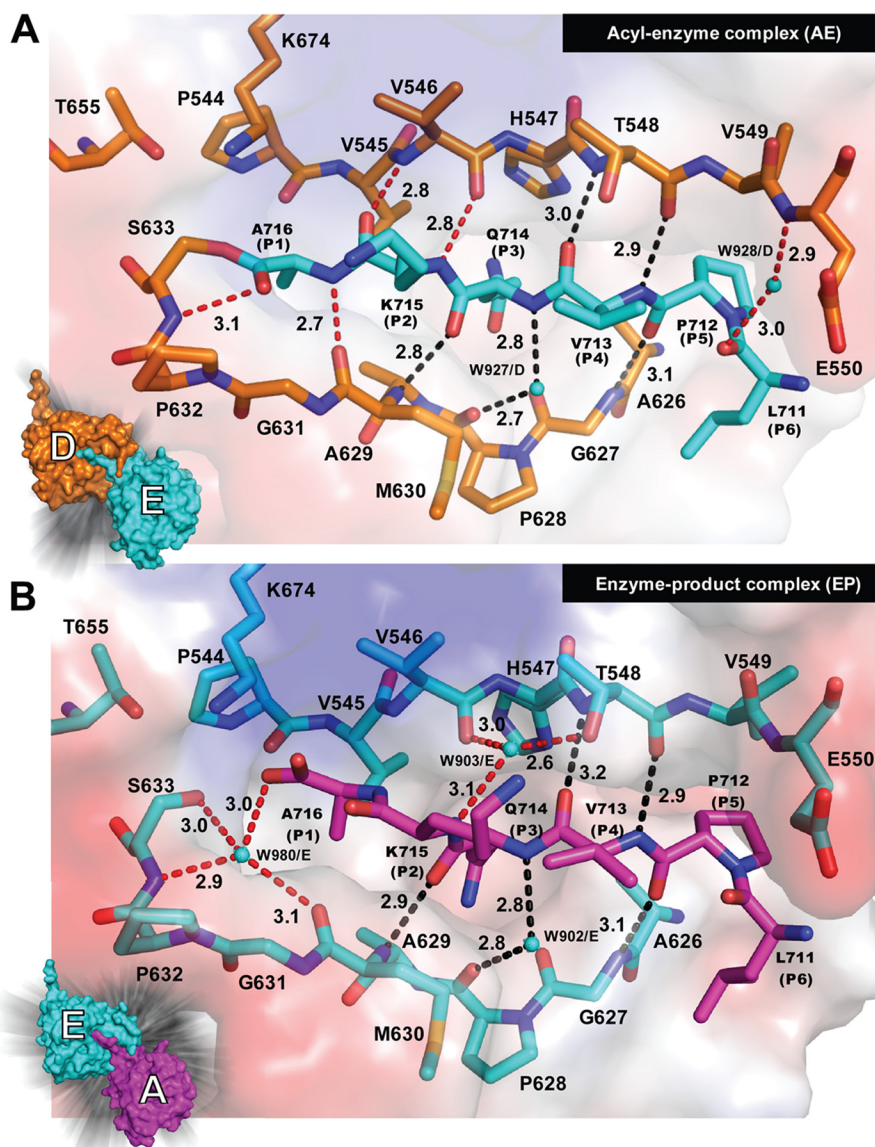 A
Acyl-enzyme complex (AE)
K674
T655
P544
V546
H547
T548
V549
V545
2.8
S633
A716
(P1)
2.8
Q714
(P3)
3.0
2.9
W928/D
2.9
K715
(P2)
3.1
2.7
2.8
2.8
W927/D
V713
(P4)
P712
(P5)
3.0
E550
P632
G631
2.7
3.1
A626
L711
(P6)
A629
G627
M630
P628
D
E
B
Enzyme-product complex (EP)
K674
T655
P544
V546
H547
T548
V549
V545
3.0
W903/E
2.6
E550
S633
3.0
3.0
A716
(P1)
3.1
Q714
(P3)
3.2
V713
(P4)
2.9
P712
(P5)
W980/E
K715
(P2)
2.9
3.1
2.9
2.8
W902/E
3.1
A626
L711
(P6)
P632
G631
A629
2.8
G627
M630
P628
E
A